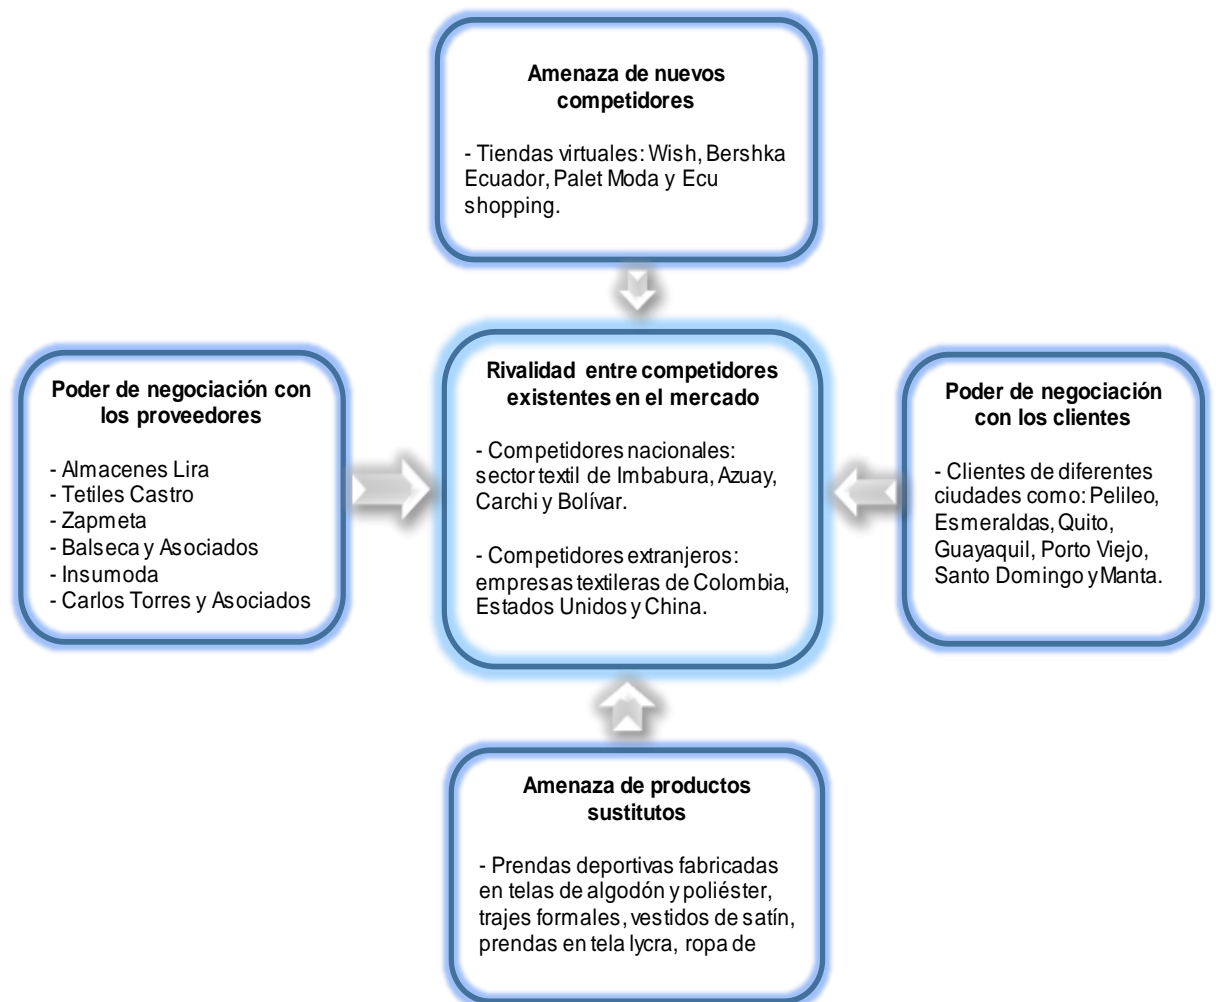 Amenaza de nuevos
competidores
- Tiendas virtuales: Wish, Bershka
Ecuador, Palet Moda y Ecu
shopping.
Poder de negociación con
los proveedores
- Almacenes Lira
- Tetiles Castro
- Zapmeta
- Balseca y Asociados
- Insumoda
- Carlos Torres y Asociados
Rivalidad entre competidores
existentes en el mercado
- Competidores nacionales:
sector textil de Imbabura, Azuay,
Carchi y Bolívar.
- Competidores extranjeros:
empresas textileras de Colombia,
Estados Unidos y China.
Poder de negociación
con los clientes
- Clientes de diferentes
ciudades como: Pelileo,
Esmeraldas, Quito,
Guayaquil, Porto Viejo,
Santo Domingo y Manta.
Amenaza de productos
sustitutos
- Prendas deportivas fabricadas
en telas de algodón y poliéster,
trajes formales, vestidos de satín,
prendas en tela lycra, ropa de